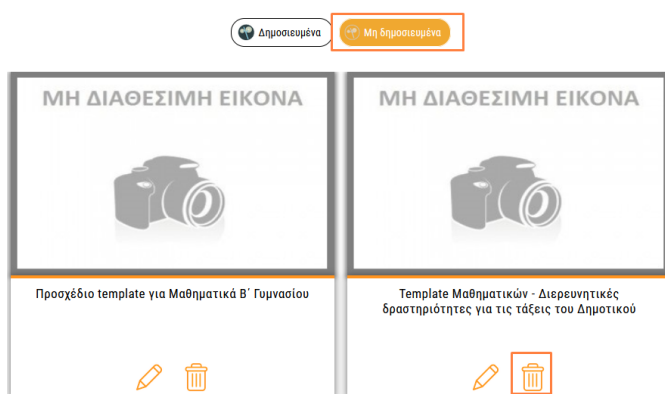 Δημοσιευμένα
Μη δημοσιευμένα
ΜΗ ΔΙΑΘΕΣΙΜΗ ΕΙΚΟΝΑ
ΜΗ ΔΙΑΘΕΣΙΜΗ ΕΙΚΟΝΑ
Προσχέδιο template για Μαθηματικά Β΄ Γυμνασίου
Template Μαθηματικών - Διερευνητικές
δραστηριότητες για τις τάξεις του Δημοτικού